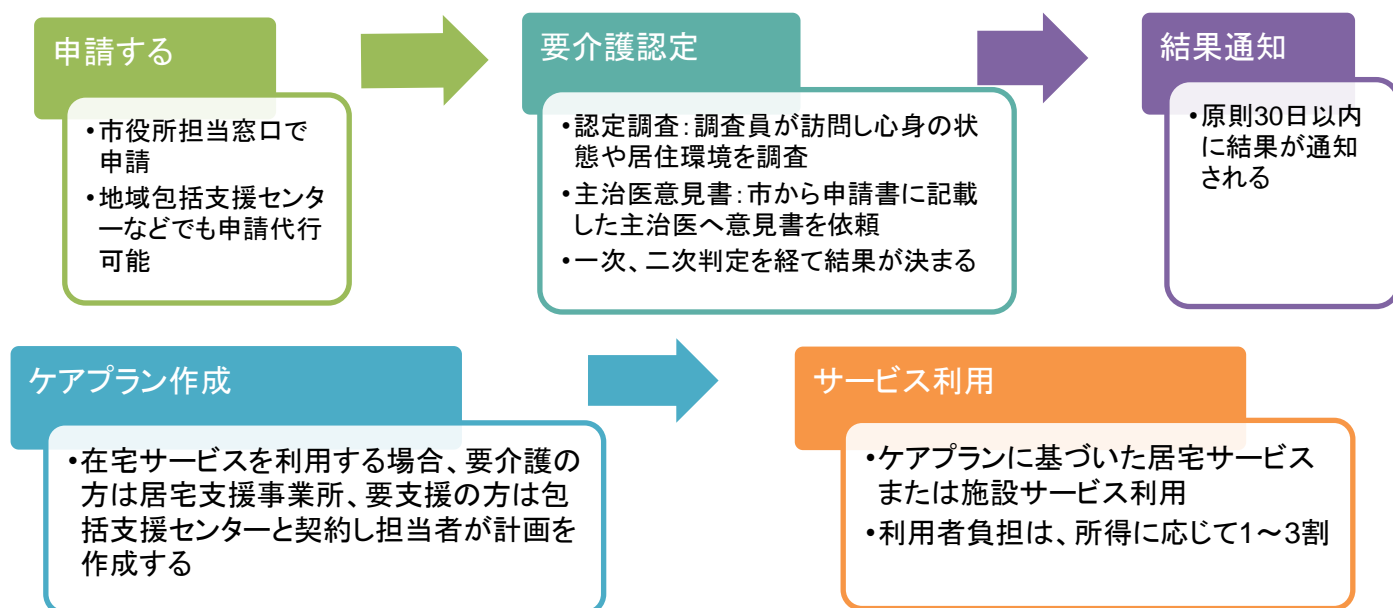 申請する
・市役所担当窓口で
申請
・地域包括支援センタ
ーなどでも申請代行
可能
要介護認定
・認定調査：調査員が訪問し心身の状
態や居住環境を調査
・主治医意見書：市から申請書に記載
した主治医へ意見書を依頼
・一次、二次判定を経て結果が決まる
結果通知
・原則30日以内
に結果が通知
される
ケアプラン作成
・在宅サービスを利用する場合、要介護の
方は居宅支援事業所、要支援の方は包
括支援センターと契約し担当者が計画を
作成する
サービス利用
・ケアプランに基づいた居宅サービス
または施設サービス利用
・利用者負担は、所得に応じて1～3割